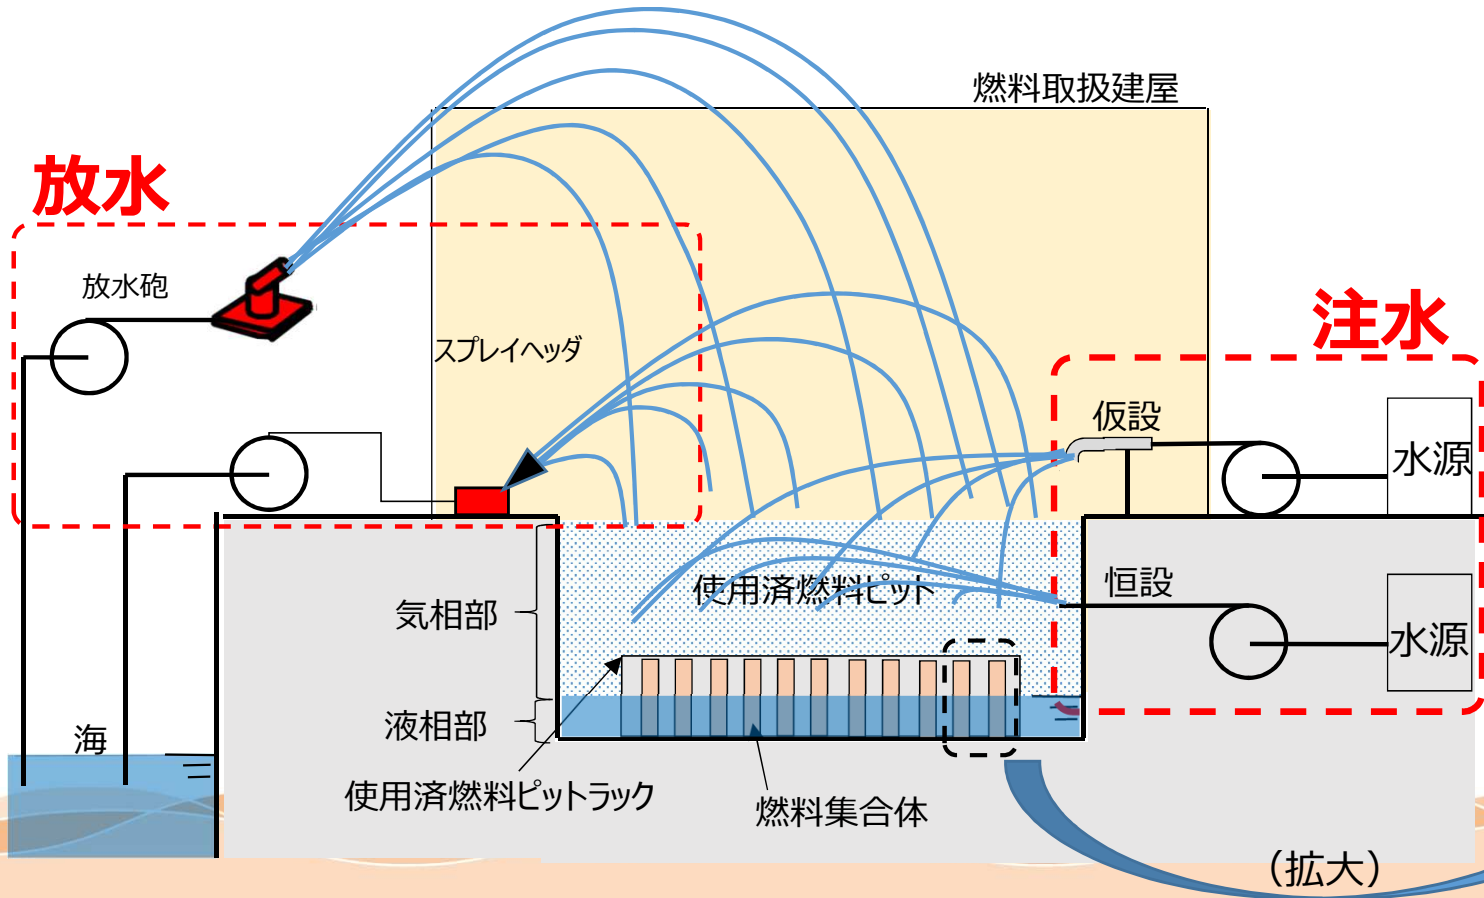 燃料取扱建屋
放水
放水砲
スプレイヘッダ
注水
仮設
水源
使用済燃料ピット
恒設
水源
気相部
液相部
海
使用済燃料ピットラック
燃料集合体
（拡大）